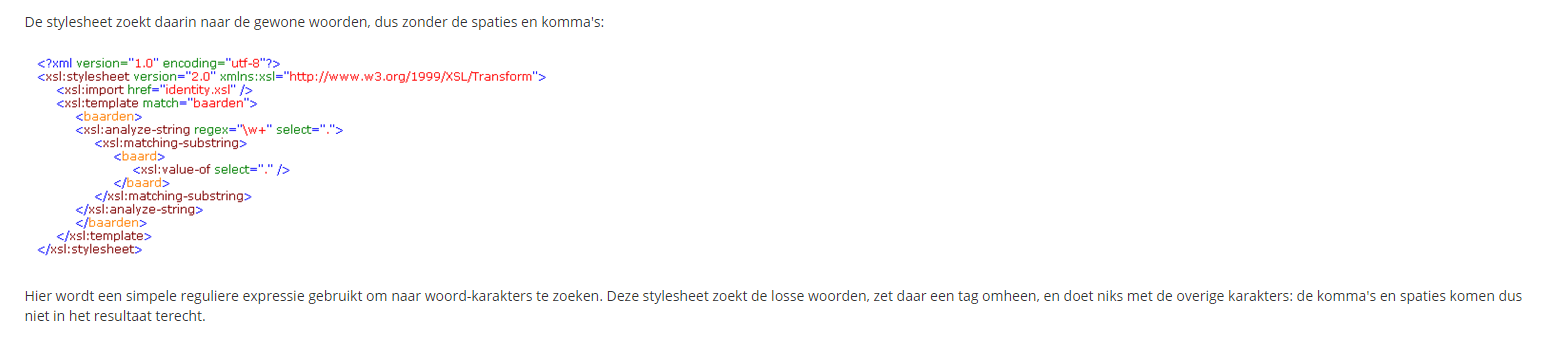 De stylesheet zoekt daarin naar de gewone woorden, dus zonder de spaties en komma's:
<?xml version="1.0" encoding="utf-8"?>
<xsl:stylesheet version="2.0" xmlns:xsl="http://www.w3.org/1999/XSL/Transform">
<xsl:import href="identity.xsl" />
<xsl:template match="baarden">
<baarden>
<xsl:analyze-string regex="\w+" select=".">
<xsl:matching-substring>
<baard>
<xsl:value-of select="." />
</baard>
</xsl:matching-substring>
</xsl:analyze-string>
</baarden>
</xsl:template>
</xsl:stylesheet>
Hier wordt een simpele reguliere expressie gebruikt om naar woord-karakters te zoeken. Deze stylesheet zoekt de losse woorden, zet daar een tag omheen, en doet niks met de overige karakters: de komma's en spaties komen dus
niet in het resultaat terecht.